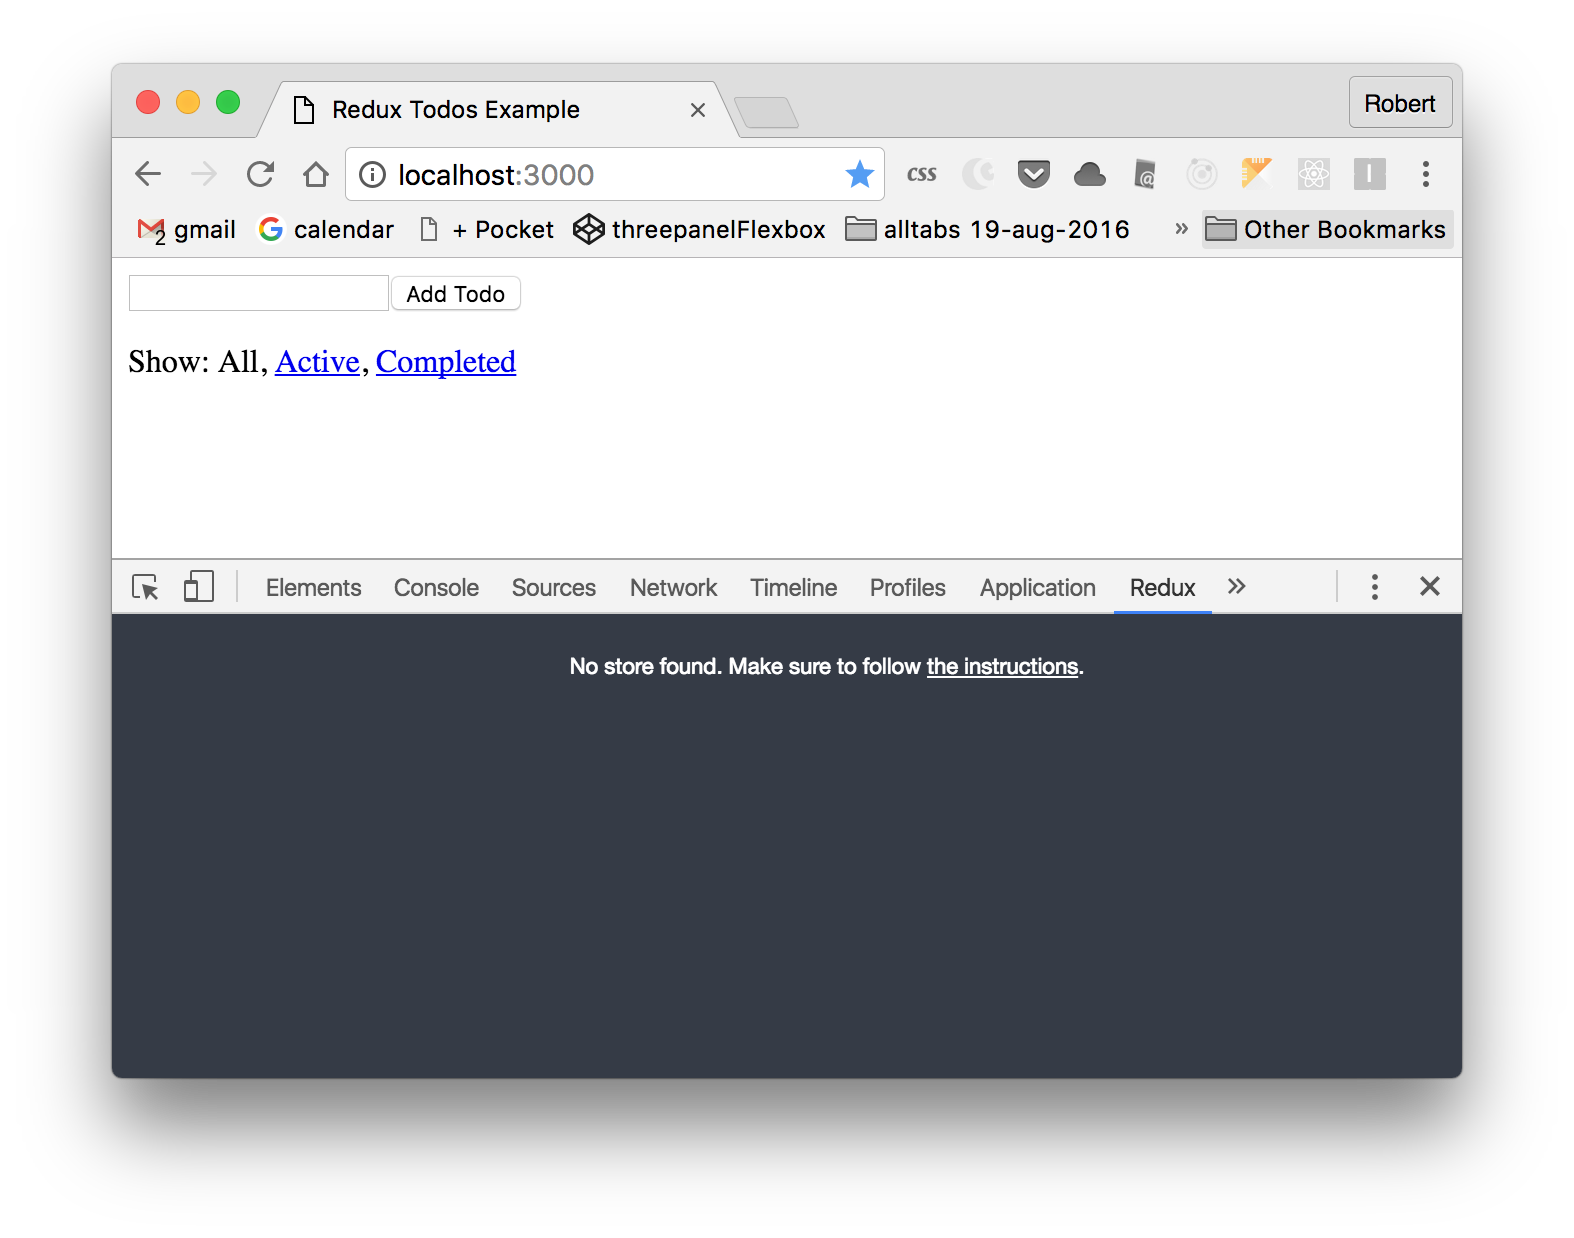 Redux Todos Example
Robert
localhost:3000
css
2 gmail calendar + Pocket threepanelFlexbox alltabs 19-aug-2016 » Other Bookmarks
Add Todo
Show: All, Active, Completed
Elements Console Sources Network Timeline Profiles Application Redux »
No store found. Make sure to follow the instructions.